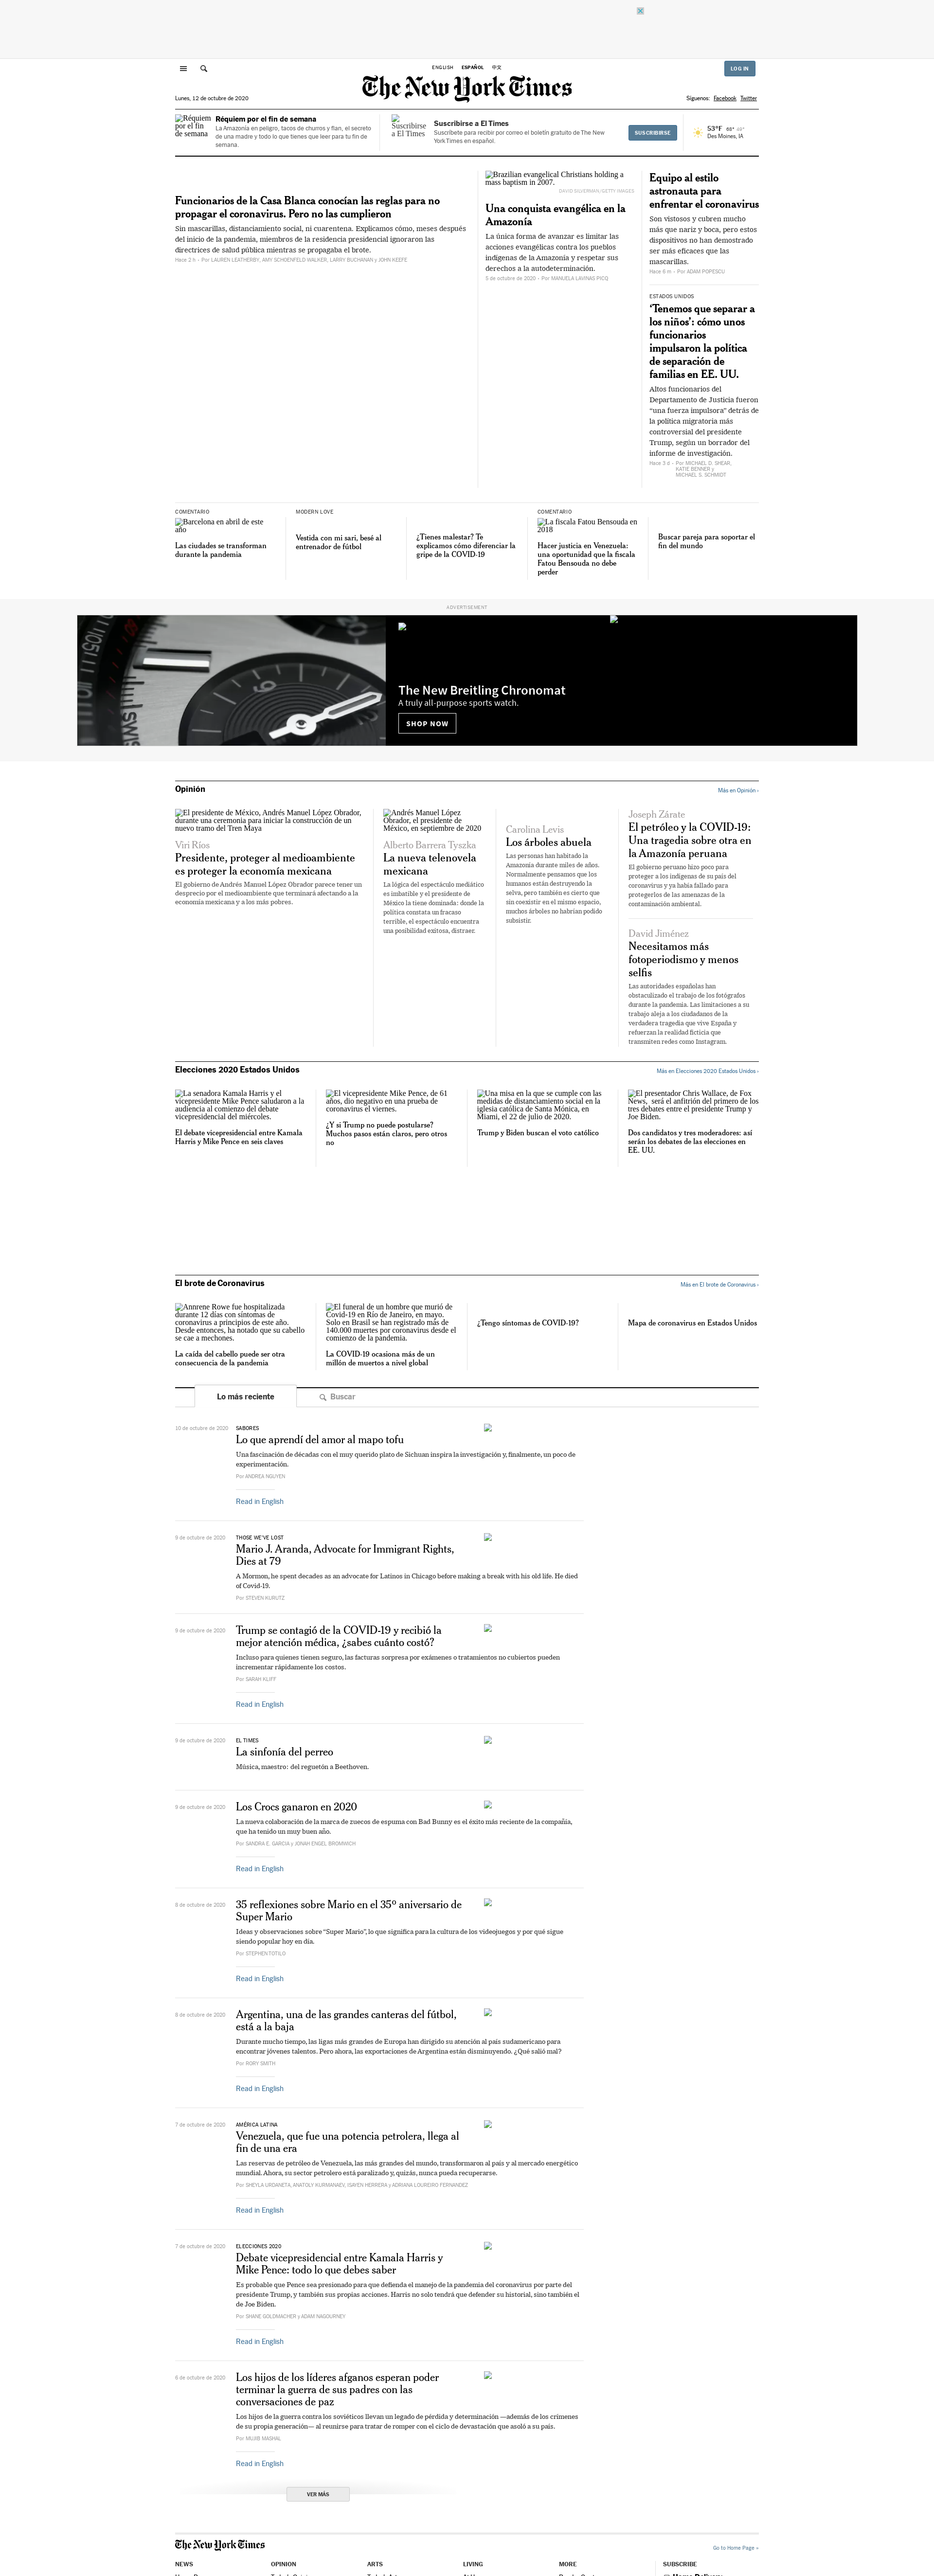 ENGLISH ESPAÑOL 中文
LOG IN
The New York Times
Lunes, 12 de octubre de 2020
Síguenos: Facebook Twitter
Réquiem por el fin de semana
Réquiem por el fin de semana
La Amazonía en peligro, tacos de churros y flan, el secreto de una madre y todo lo que tienes que leer para tu fin de semana.
Suscribirse a El Times
Suscribirse a El Times
Suscríbete para recibir por correo el boletín gratuito de The New York Times en español.
SUSCRIBIRSE
53°F
Des Moines, IA
Funcionarios de la Casa Blanca conocían las reglas para no
propagar el coronavirus. Pero no las cumplieron
Sin mascarillas, distanciamiento social, ni cuarentena. Explicamos cómo, meses después
del inicio de la pandemia, miembros de la residencia presidencial ignoraron las
directrices de salud pública mientras se propagaba el brote.
Hace 2 h – Por LAUREN LEATHERBY, AMY SCHOENFELD WALKER, LARRY BUCHANAN y JOHN KEEFE
Brazilian evangelical Christians holding a
mass baptism in 2007.
DAVID SILVERMAN/GETTY IMAGES
Una conquista evangélica en la
Amazonía
La única forma de avanzar es limitar las
acciones evangélicas contra los pueblos
indígenas de la Amazonía y respetar sus
derechos a la autodeterminación.
5 de octubre de 2020 – Por MANUELA LAVINAS PICQ
Equipo al estilo
astronauta para
enfrentar el coronavirus
Son vistosos y cubren mucho
más que nariz y boca, pero estos
dispositivos no han demostrado
ser más eficaces que las
mascarillas.
Hace 6 m – Por ADAM POPESCU
ESTADOS UNIDOS
‘Tenemos que separar a
los niños’: cómo unos
funcionarios
impulsaron la política
de separación de
familias en EE. UU.
Altos funcionarios del
Departamento de Justicia fueron
“una fuerza impulsora” detrás de
la política migratoria más
controversial del presidente
Trump, según un borrador del
informe de investigación.
Hace 3 d – Por MICHAEL D. SHEAR,
KATIE BENNER y
MICHAEL S. SCHMIDT
COMENTARIO
Barcelona en abril de este
año
Las ciudades se transforman
durante la pandemia
MODERN LOVE
Vestida con mi sari, besé al
entrenador de fútbol
¿Tienes malestar? Te
explicamos cómo diferenciar la
gripe de la COVID-19
COMENTARIO
La fiscala Fatou Bensouda en
2018
Hacer justicia en Venezuela:
una oportunidad que la fiscala
Fatou Bensouda no debe
perder
Buscar pareja para soportar el
fin del mundo
ADVERTISEMENT
The New Breitling Chronomat
A truly all-purpose sports watch.
SHOP NOW
Opinión
Más en Opinión ›
El presidente de México, Andrés Manuel López Obrador,
durante una ceremonia para iniciar la construcción de un
nuevo tramo del Tren Maya
Viri Ríos
Presidente, proteger al medioambiente
es proteger la economía mexicana
El gobierno de Andrés Manuel López Obrador parece tener un
desprecio por el medioambiente que terminará afectando a la
economía mexicana y a los más pobres.
Andrés Manuel López
Obrador, el presidente de
México, en septiembre de 2020
Alberto Barrera Tyszka
La nueva telenovela
mexicana
La lógica del espectáculo mediático
es imbatible y el presidente de
México la tiene dominada: donde la
política constata un fracaso
terrible, el espectáculo encuentra
una posibilidad exitosa, distraer.
Carolina Levis
Los árboles abuela
Las personas han habitado la
Amazonía durante miles de años.
Normalmente pensamos que los
humanos están destruyendo la
selva, pero también es cierto que
sin coexistir en el mismo espacio,
muchos árboles no habrían podido
subsistir.
Joseph Zárate
El petróleo y la COVID-19:
Una tragedia sobre otra en
la Amazonía peruana
El gobierno peruano hizo poco para
proteger a los indígenas de su país del
coronavirus y ya había fallado para
protegerlos de las amenazas de la
contaminación ambiental.
David Jiménez
Necesitamos más
fotoperiodismo y menos
selfis
Las autoridades españolas han
obstaculizado el trabajo de los fotógrafos
durante la pandemia. Las limitaciones a su
trabajo aleja a los ciudadanos de la
verdadera tragedia que vive España y
refuerzan la realidad ficticia que
transmiten redes como Instagram.
Elecciones 2020 Estados Unidos
Más en Elecciones 2020 Estados Unidos ›
La senadora Kamala Harris y el
vicepresidente Mike Pence saludaron a la
audiencia al comienzo del debate
vicepresidencial del miércoles.
El debate vicepresidencial entre Kamala
Harris y Mike Pence en seis claves
El vicepresidente Mike Pence, de 61
años, dio negativo en una prueba de
coronavirus el viernes.
¿Y si Trump no puede postularse?
Muchos pasos están claros, pero otros
no
Una misa en la que se cumple con las
medidas de distanciamiento social en la
iglesia católica de Santa Mónica, en
Miami, el 22 de julio de 2020.
Trump y Biden buscan el voto católico
El presentador Chris Wallace, de Fox
News, será el anfitrión del primero de los
tres debates entre el presidente Trump y
Joe Biden.
Dos candidatos y tres moderadores: así
serán los debates de las elecciones en
EE. UU.
El brote de Coronavirus
Más en El brote de Coronavirus ›
Annrene Rowe fue hospitalizada
durante 12 días con síntomas de
coronavirus a principios de este año.
Desde entonces, ha notado que su cabello
se cae a mechones.
La caída del cabello puede ser otra
consecuencia de la pandemia
El funeral de un hombre que murió de
Covid-19 en Río de Janeiro, en mayo.
Solo en Brasil se han registrado más de
140.000 muertes por coronavirus desde el
comienzo de la pandemia.
La COVID-19 ocasiona más de un
millón de muertos a nivel global
¿Tengo síntomas de COVID-19?
Mapa de coronavirus en Estados Unidos
Lo más reciente
Buscar
10 de octubre de 2020
SABORES
Lo que aprendí del amor al mapo tofu
Una fascinación de décadas con el muy querido plato de Sichuan inspira la investigación y, finalmente, un poco de
experimentación.
Por ANDREA NGUYEN
Read in English
9 de octubre de 2020
THOSE WE'VE LOST
Mario J. Aranda, Advocate for Immigrant Rights,
Dies at 79
A Mormon, he spent decades as an advocate for Latinos in Chicago before making a break with his old life. He died
of Covid-19.
Por STEVEN KURUTZ
9 de octubre de 2020
Trump se contagió de la COVID-19 y recibió la
mejor atención médica, ¿sabes cuánto costó?
Incluso para quienes tienen seguro, las facturas sorpresa por exámenes o tratamientos no cubiertos pueden
incrementar rápidamente los costos.
Por SARAH KLIFF
Read in English
9 de octubre de 2020
EL TIMES
La sinfonía del perreo
Música, maestro: del reguetón a Beethoven.
9 de octubre de 2020
Los Crocs ganaron en 2020
La nueva colaboración de la marca de zuecos de espuma con Bad Bunny es el éxito más reciente de la compañía,
que ha tenido un muy buen año.
Por SANDRA E. GARCIA y JONAH ENGEL BROMWICH
Read in English
8 de octubre de 2020
35 reflexiones sobre Mario en el 35º aniversario de
Super Mario
Ideas y observaciones sobre “Super Mario”, lo que significa para la cultura de los videojuegos y por qué sigue
siendo popular hoy en día.
Por STEPHEN TOTILO
Read in English
8 de octubre de 2020
Argentina, una de las grandes canteras del fútbol,
está a la baja
Durante mucho tiempo, las ligas más grandes de Europa han dirigido su atención al país sudamericano para
encontrar jóvenes talentos. Pero ahora, las exportaciones de Argentina están disminuyendo. ¿Qué salió mal?
Por RORY SMITH
Read in English
7 de octubre de 2020
AMÉRICA LATINA
Venezuela, que fue una potencia petrolera, llega al
fin de una era
Las reservas de petróleo de Venezuela, las más grandes del mundo, transformaron al país y al mercado energético
mundial. Ahora, su sector petrolero está paralizado y, quizás, nunca pueda recuperarse.
Por SHEYLA URDANETA, ANATOLY KURMANAEV, ISAYEN HERRERA y ADRIANA LOUREIRO FERNANDEZ
Read in English
7 de octubre de 2020
ELECCIONES 2020
Debate vicepresidencial entre Kamala Harris y
Mike Pence: todo lo que debes saber
Es probable que Pence sea presionado para que defienda el manejo de la pandemia del coronavirus por parte del
presidente Trump, y también sus propias acciones. Harris no solo tendrá que defender su historial, sino también el
de Joe Biden.
Por SHANE GOLDMACHER y ADAM NAGOURNEY
Read in English
6 de octubre de 2020
Los hijos de los líderes afganos esperan poder
terminar la guerra de sus padres con las
conversaciones de paz
Los hijos de la guerra contra los soviéticos llevan un legado de pérdida y determinación —además de los crímenes
de su propia generación— al reunirse para tratar de romper con el ciclo de devastación que asoló a su país.
Por MUJIB MASHAL
Read in English
VER MÁS
The New York Times
Go to Home Page »
NEWS OPINION ARTS LIVING MORE SUBSCRIBE